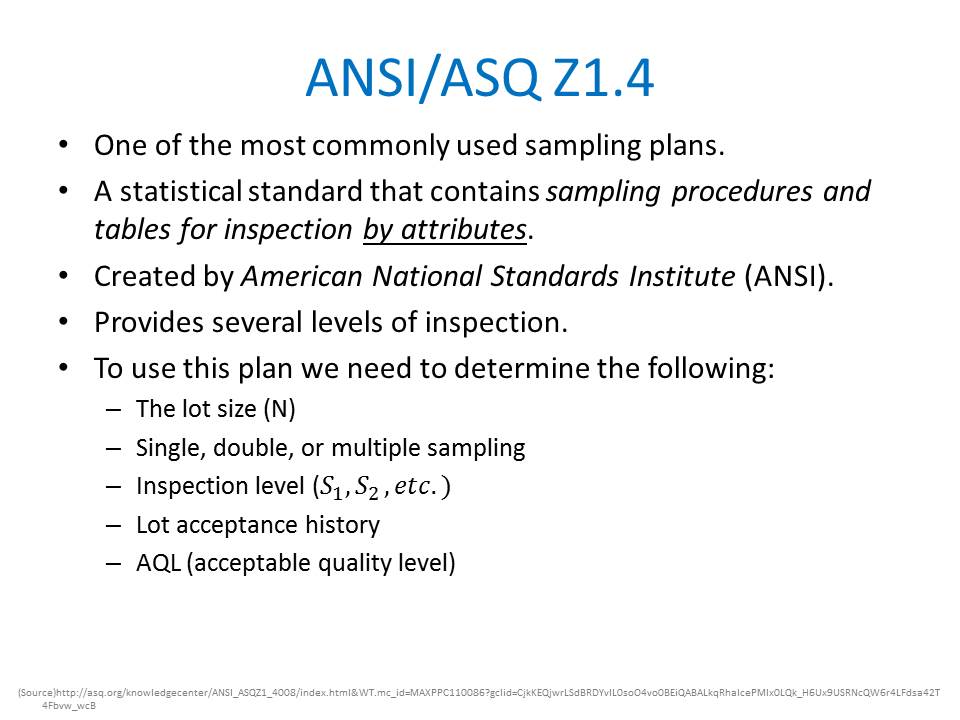 ANSI/ASQ Z1.4
• One of the most commonly used sampling plans.
• A statistical standard that contains sampling procedures and
tables for inspection by attributes.
• Created by American National Standards Institute (ANSI).
• Provides several levels of inspection.
• To use this plan we need to determine the following:
– The lot size (N)
– Single, double, or multiple sampling
– Inspection level (S₁, S₂ , etc. )
– Lot acceptance history
– AQL (acceptable quality level)
(Source)http://asq.org/knowledgecenter/ANSI_ASQZ1_4008/index.html&WT.mc_id=MAXPPC110086?gclid=CjkKEQjwrLSdBRDYvIL0soO4vo0BEiQABALkqRhaIcePMIx0LQk_H6Ux9USRNcQW6r4LFdsa42T
4Fbvw_wcB